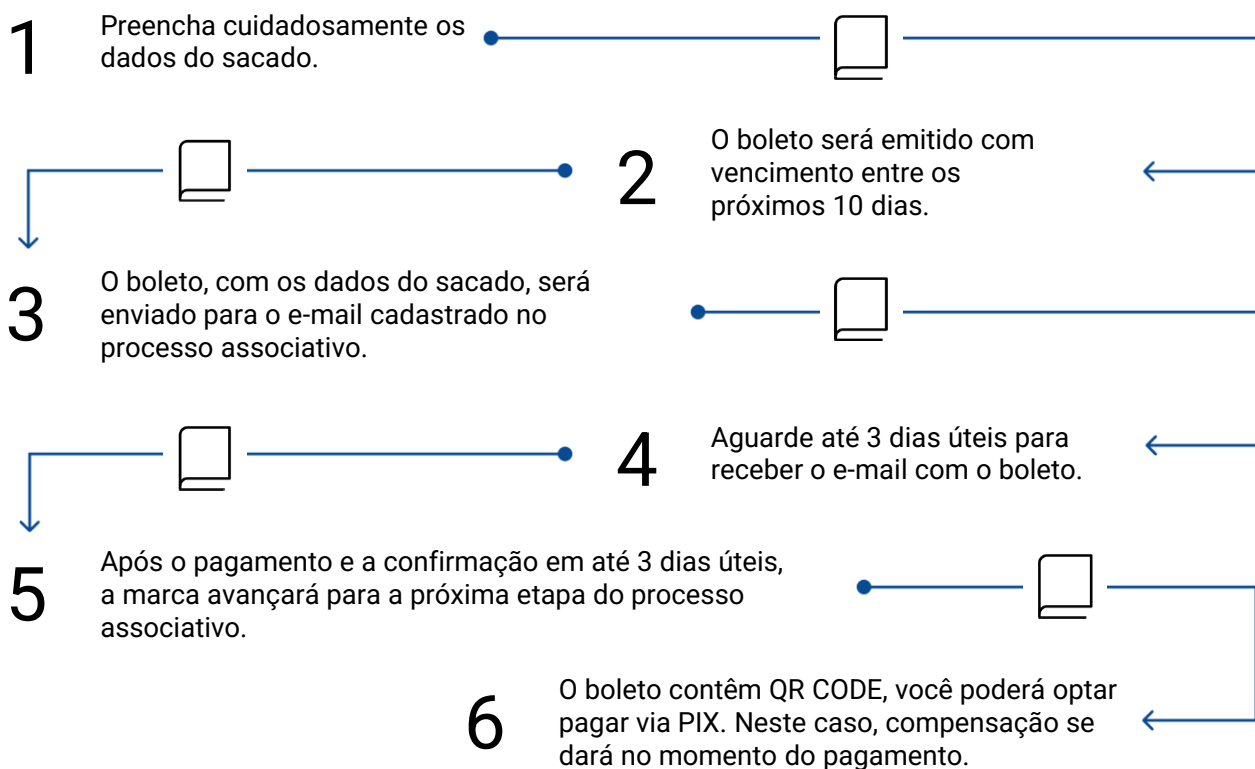 1
Preencha cuidadosamente os
dados do sacado.
2
O boleto será emitido com
vencimento entre os
próximos 10 dias.
3
O boleto, com os dados do sacado, será
enviado para o e-mail cadastrado no
processo associativo.
4
Aguarde até 3 dias úteis para
receber o e-mail com o boleto.
5
Após o pagamento e a confirmação em até 3 dias úteis,
a marca avançará para a próxima etapa do processo
associativo.
6
O boleto contêm QR CODE, você poderá optar
pagar via PIX. Neste caso, compensação se
dará no momento do pagamento.